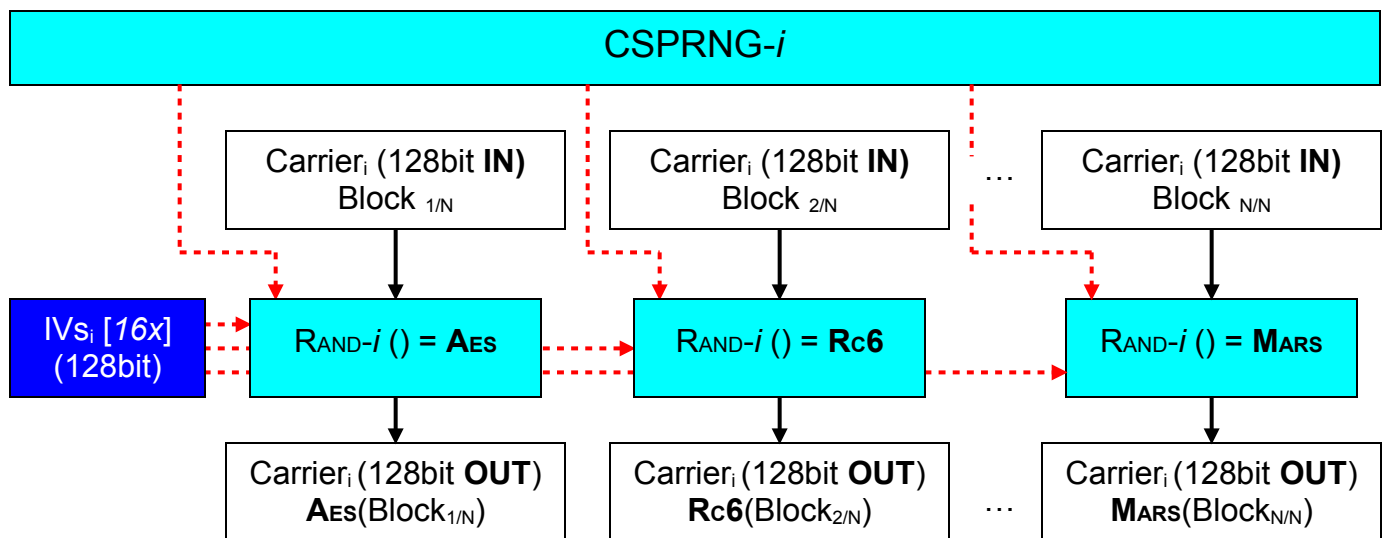 CSPRNG-i
Carrieri (128bit IN)
Block 1/N
Carrieri (128bit IN)
Block 2/N
...
Carrieri (128bit IN)
Block N/N
IVsi [16x]
(128bit)
RAND-i () = AES
RAND-i () = RC6
RAND-i () = MARS
Carrieri (128bit OUT)
AES(Block1/N)
Carrieri (128bit OUT)
RC6(Block2/N)
...
Carrieri (128bit OUT)
MARS(BlockN/N)